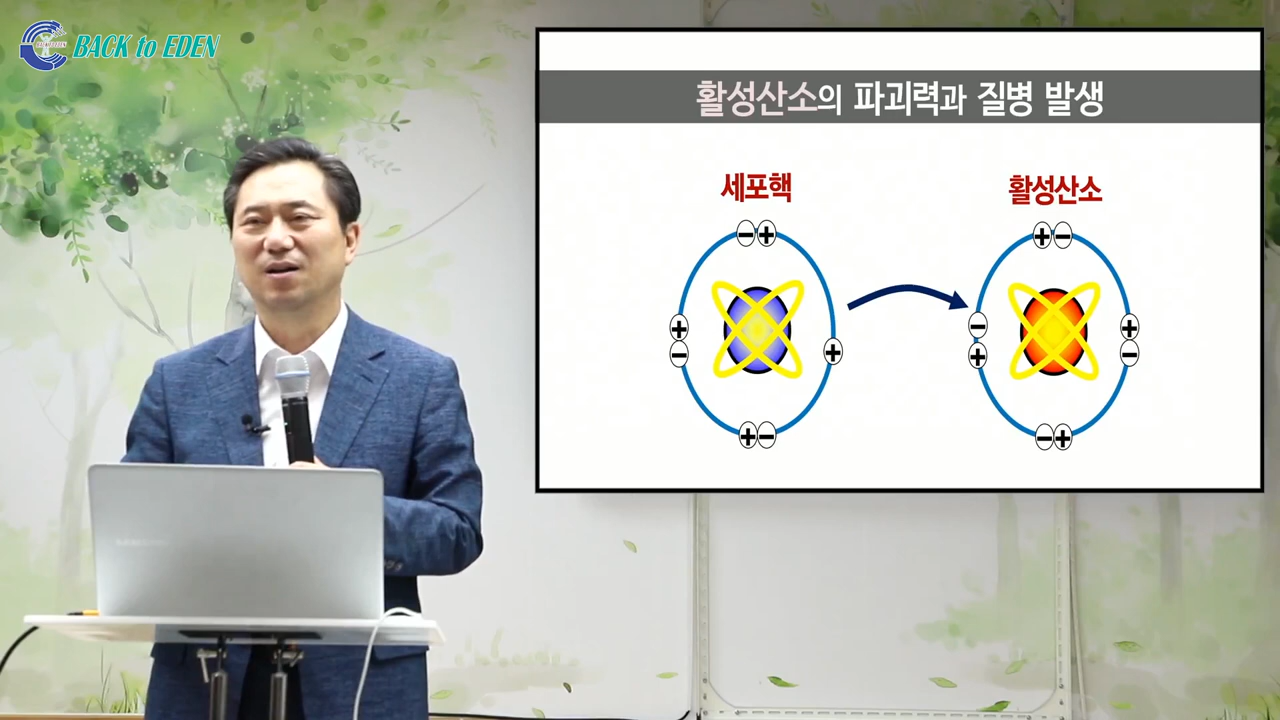 BACK to EDEN
활성산소의 파괴력과 질병 발생
세포핵
활성산소
− +
+ −
+
−
+
−
+
+
−
+ −
− +